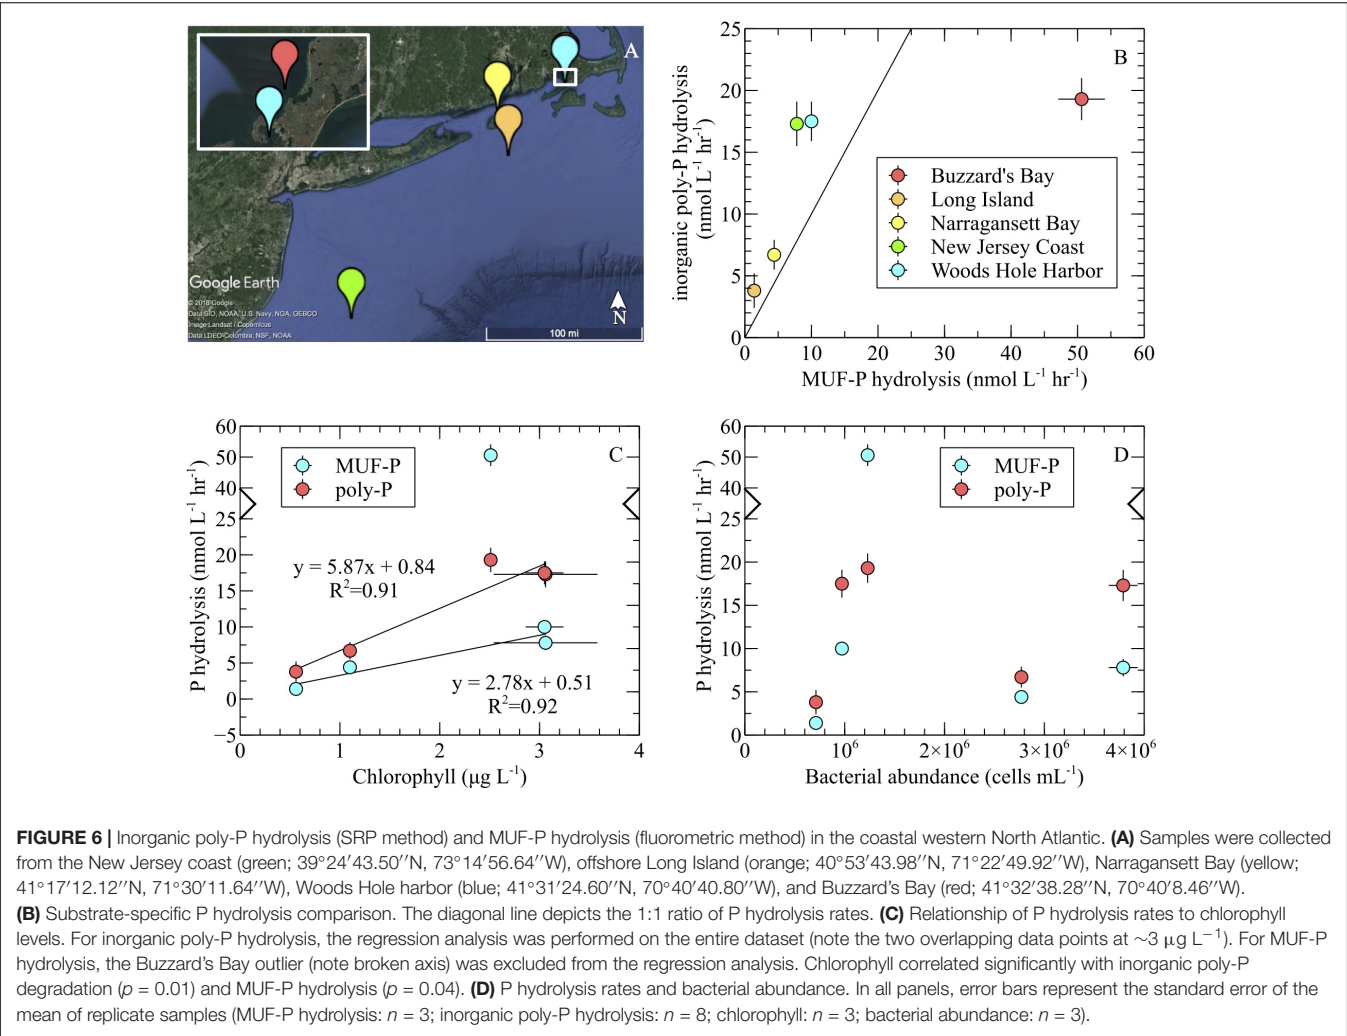 A
Google Earth
© 2018 Google
Data SIO, NOAA, U.S. Navy, NGA, GEBCO
Image Landsat / Copernicus
Data LDEO-Columbia, NSF, NOAA
N
100 mi
B
inorganic poly-P hydrolysis
(nmol L-1 hr-1)
25
20
15
10
5
0
Buzzard's Bay
Long Island
Narragansett Bay
New Jersey Coast
Woods Hole Harbor
0 10 20 30 40 50 60
MUF-P hydrolysis (nmol L-1 hr-1)
C
P hydrolysis (nmol L-1 hr-1)
60
50
40
25
20
15
10
5
0
−5
MUF-P
poly-P
y = 5.87x + 0.84
R2=0.91
y = 2.78x + 0.51
R2=0.92
0 1 2 3 4
Chlorophyll (µg L-1)
D
P hydrolysis (nmol L-1 hr-1)
60
50
40
25
20
15
10
5
0
MUF-P
poly-P
0 10⁶ 2×10⁶ 3×10⁶ 4×10⁶
Bacterial abundance (cells mL-1)
FIGURE 6 | Inorganic poly-P hydrolysis (SRP method) and MUF-P hydrolysis (fluorometric method) in the coastal western North Atlantic. (A) Samples were collected
from the New Jersey coast (green; 39°24′43.50′′N, 73°14′56.64′′W), offshore Long Island (orange; 40°53′43.98′′N, 71°22′49.92′′W), Narragansett Bay (yellow;
41°17′12.12′′N, 71°30′11.64′′W), Woods Hole harbor (blue; 41°31′24.60′′N, 70°40′40.80′′W), and Buzzard’s Bay (red; 41°32′38.28′′N, 70°40′8.46′′W).
(B) Substrate-specific P hydrolysis comparison. The diagonal line depicts the 1:1 ratio of P hydrolysis rates. (C) Relationship of P hydrolysis rates to chlorophyll
levels. For inorganic poly-P hydrolysis, the regression analysis was performed on the entire dataset (note the two overlapping data points at ∼3 µg L−1). For MUF-P
hydrolysis, the Buzzard’s Bay outlier (note broken axis) was excluded from the regression analysis. Chlorophyll correlated significantly with inorganic poly-P
degradation (p = 0.01) and MUF-P hydrolysis (p = 0.04). (D) P hydrolysis rates and bacterial abundance. In all panels, error bars represent the standard error of the
mean of replicate samples (MUF-P hydrolysis: n = 3; inorganic poly-P hydrolysis: n = 8; chlorophyll: n = 3; bacterial abundance: n = 3).